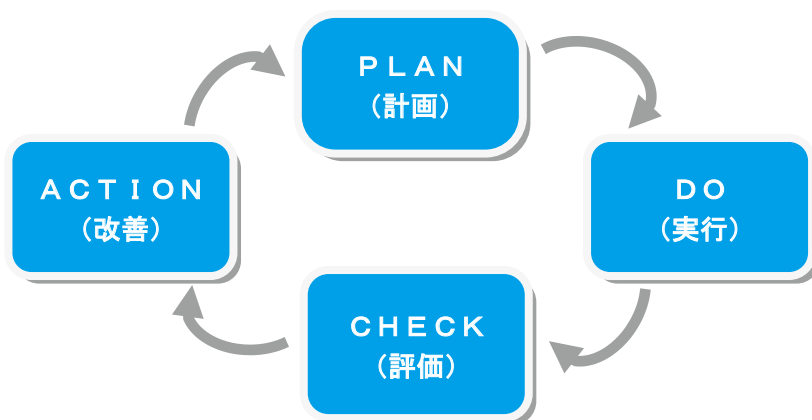 ＰＬＡＮ
（計画）
ＡＣＴＩＯＮ
（改善）
ＤＯ
（実行）
ＣＨＥＣＫ
（評価）